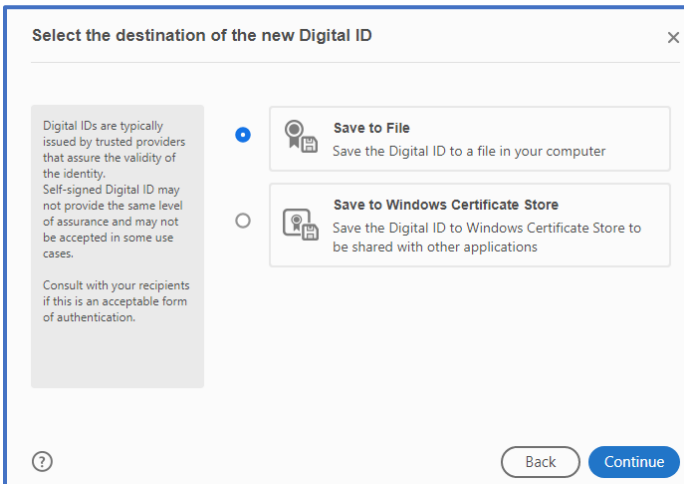 Select the destination of the new Digital ID
Digital IDs are typically
issued by trusted providers
that assure the validity of
the identity.
Self-signed Digital ID may
not provide the same level
of assurance and may not
be accepted in some use
cases.
Consult with your recipients
if this is an acceptable form
of authentication.
Save to File
Save the Digital ID to a file in your computer
Save to Windows Certificate Store
Save the Digital ID to Windows Certificate Store to
be shared with other applications
?
Back
Continue